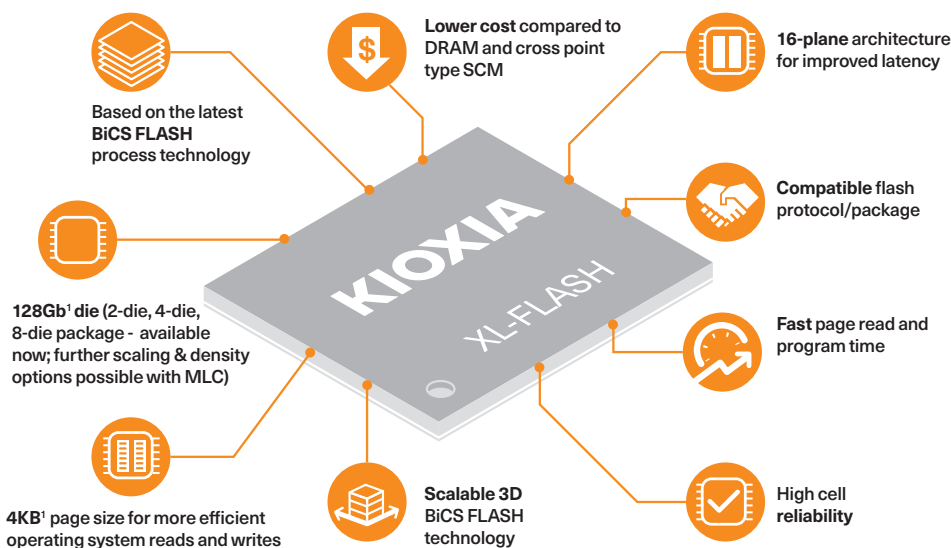 Lower cost compared to
DRAM and cross point
type SCM
$
16-plane architecture
for improved latency
Based on the latest
BiCS FLASH
process technology
Compatible flash
protocol/package
KIOXIA
XL-FLASH
128Gb¹ die (2-die, 4-die,
8-die package - available
now; further scaling & density
options possible with MLC)
Fast page read and
program time
4KB¹ page size for more efficient
operating system reads and writes
Scalable 3D
BiCS FLASH
technology
High cell
reliability